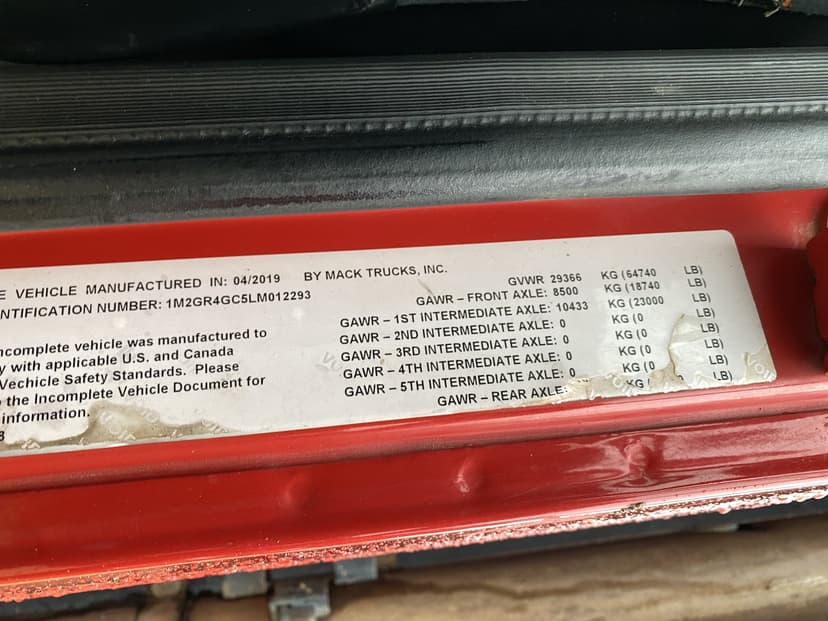 E VEHICLE MANUFACTURED IN: 04/2019 BY MACK TRUCKS, INC.
ENTIFICATION NUMBER: 1M2GR4GC5LM012293
ncomplete vehicle was manufactured to
y with applicable U.S. and Canada
Vechicle Safety Standards. Please
the Incomplete Vehicle Document for
information.
3
GVWR 29366 KG (64740 LB)
GAWR – FRONT AXLE: 8500 KG (18740 LB)
GAWR – 1ST INTERMEDIATE AXLE: 10433 KG (23000 LB)
GAWR – 2ND INTERMEDIATE AXLE: 0 KG (0 LB)
GAWR – 3RD INTERMEDIATE AXLE: 0 KG (0 LB)
GAWR – 4TH INTERMEDIATE AXLE: 0 KG (0 LB)
GAWR – 5TH INTERMEDIATE AXLE: 0 KG (0 LB)
GAWR – REAR AXLE: KG (